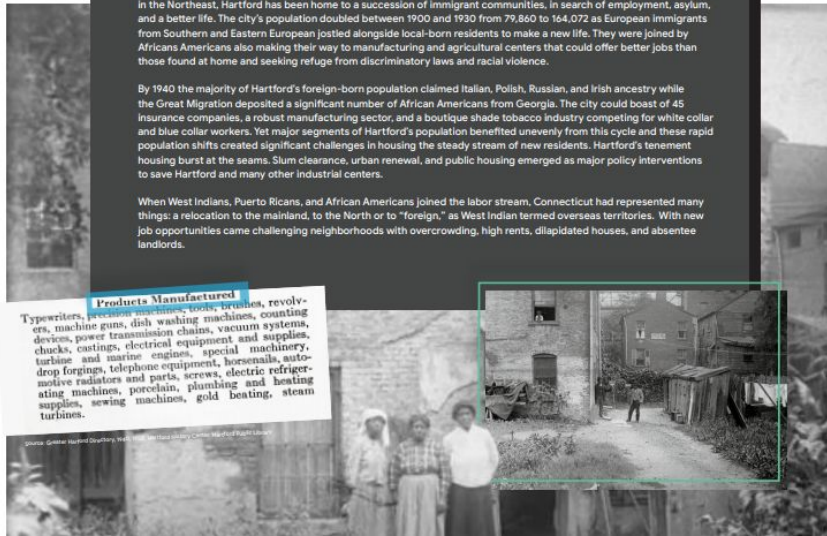 in the Northeast, Hartford has been home to a succession of immigrant communities, in search of employment, asylum,
and a better life. The city's population doubled between 1900 and 1930 from 79,860 to 164,072 as European immigrants
from Southern and Eastern European jostled alongside local-born residents to make a new life. They were joined by
Africans Americans also making their way to manufacturing and agricultural centers that could offer better jobs than
those found at home and seeking refuge from discriminatory laws and racial violence.
By 1940 the majority of Hartford's foreign-born population claimed Italian, Polish, Russian, and Irish ancestry while
the Great Migration deposited a significant number of African Americans from Georgia. The city could boast of 45
insurance companies, a robust manufacturing sector, and a boutique shade tobacco industry competing for white collar
and blue collar workers. Yet major segments of Hartford's population benefited unevenly from this cycle and these rapid
population shifts created significant challenges in housing the steady stream of new residents. Hartford's tenement
housing burst at the seams. Slum clearance, urban renewal, and public housing emerged as major policy interventions
to save Hartford and many other industrial centers.
When West Indians, Puerto Ricans, and African Americans joined the labor stream, Connecticut had represented many
things: a relocation to the mainland, to the North or to "foreign," as West Indian termed overseas territories. With new
job opportunities came challenging neighborhoods with overcrowding, high rents, dilapidated houses, and absentee
landlords.
Products Manufactured
Typewriters, precision machines, tools, brushes, revolv-
ers, machine guns, dish washing machines, counting
devices, power transmission chains, vacuum systems,
chucks, castings, electrical equipment and supplies,
turbine and marine engines, special machinery,
drop forgings, telephone equipment, horsenails, auto-
motive radiators and parts, screws, electric refriger-
ating machines, porcelain, plumbing and heating
supplies, sewing machines, gold beating, steam
turbines.
Source: Greater Hartford Directory, Hartford History Center Hartford Public Library